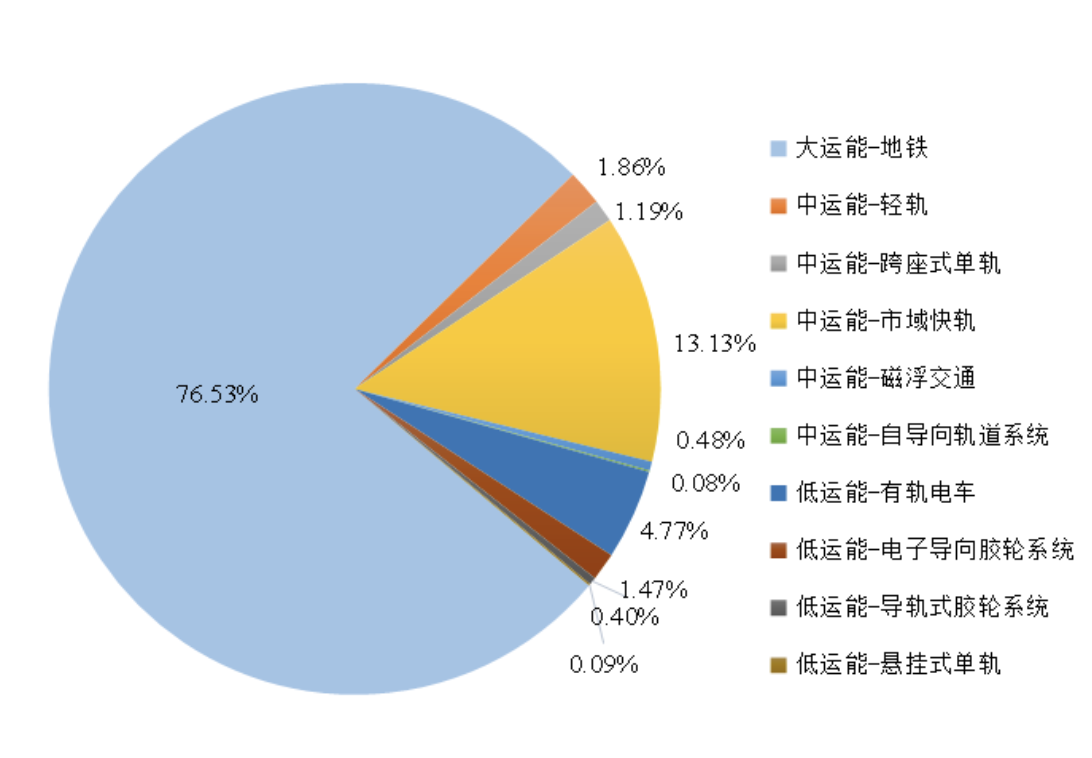 76.53%
1.86%
1.19%
13.13%
0.48%
0.08%
4.77%
1.47%
0.40%
0.09%
大运能-地铁
中运能-轻轨
中运能-跨座式单轨
中运能-市域快轨
中运能-磁浮交通
中运能-自导向轨道系统
低运能-有轨电车
低运能-电子导向胶轮系统
低运能-导轨式胶轮系统
低运能-悬挂式单轨